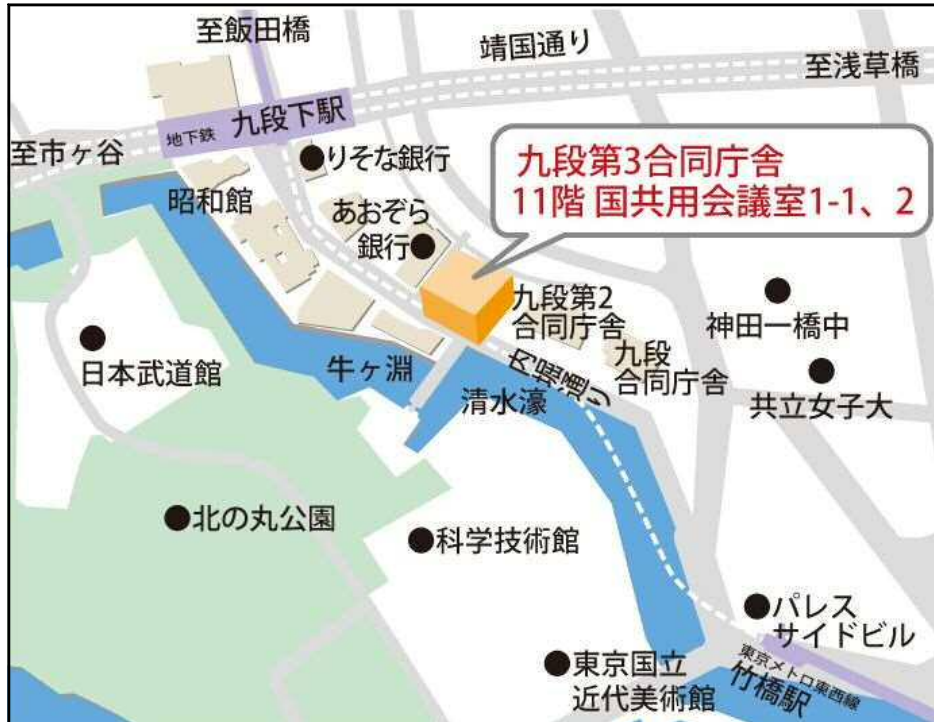 至飯田橋
靖国通り
至浅草橋
地下鉄 九段下駅
至市ヶ谷
りそな銀行
九段第3合同庁舎
11階 国共用会議室1-1、2
昭和館
あおぞら
銀行
九段第2
合同庁舎
神田一橋中
九段
合同庁舎
日本武道館
牛ヶ淵
内堀通り
清水濠
共立女子大
北の丸公園
科学技術館
パレス
サイドビル
東京国立
近代美術館
東京メトロ東西線
竹橋駅